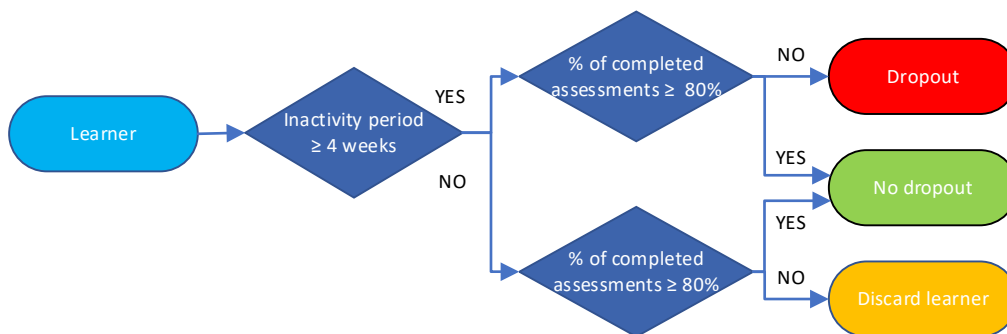 Learner
Inactivity period
≥ 4 weeks
YES
NO
% of completed
assessments ≥ 80%
NO
YES
Dropout
No dropout
% of completed
assessments ≥ 80%
YES
NO
Discard learner